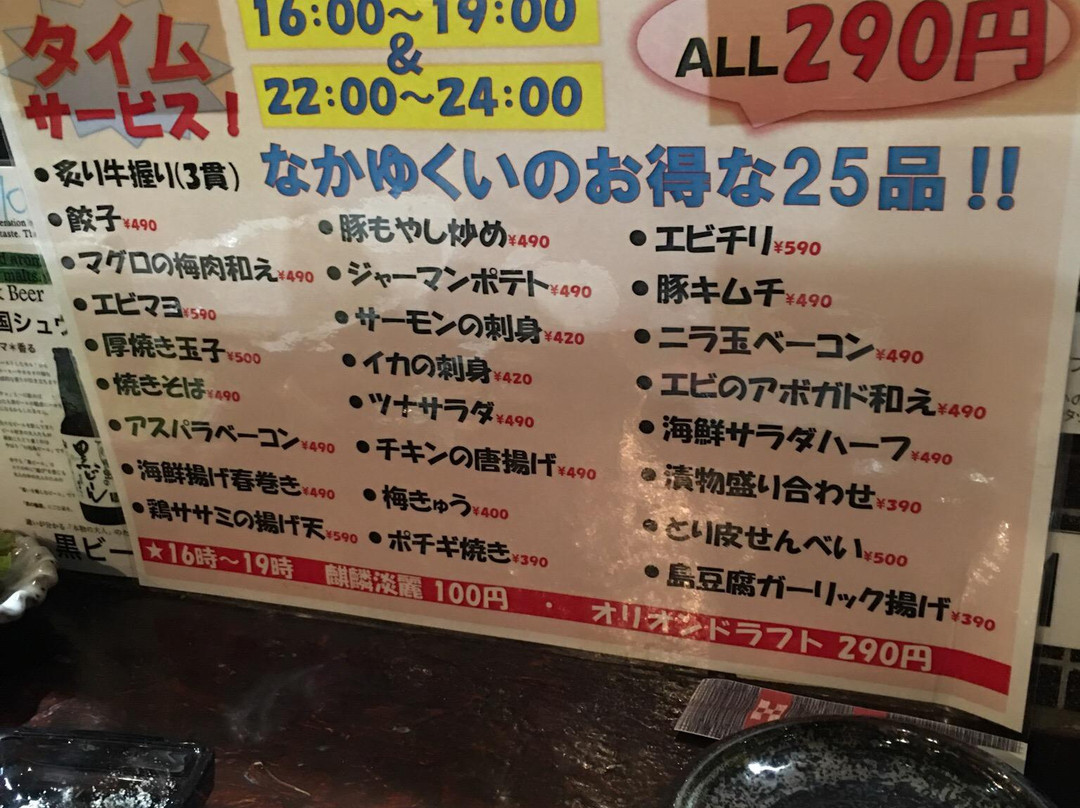 タイム
サービス!
16:00〜19:00
&
22:00〜24:00
ALL290円
なかゆくいのお得な25品!!
●炙り牛握り(3貫)
●餃子¥490
●マグロの梅肉和え¥490
●エビマヨ¥590
●厚焼き玉子¥500
●焼きそば¥490
●アスパラベーコン¥490
●海鮮揚げ春巻き¥490
●鶏ササミの揚げ天¥590
●豚もやし炒め¥490
●ジャーマンポテト¥490
●サーモンの刺身¥420
●イカの刺身¥420
●ツナサラダ¥490
●チキンの唐揚げ¥490
●梅きゅう¥400
●ポテギ焼き¥390
●エビチリ¥590
●豚キムチ¥490
●ニラ玉ベーコン¥490
●エビのアボガド和え¥490
●海鮮サラダハーフ¥490
●漬物盛り合わせ¥390
●とり皮せんべい¥500
●島豆腐ガーリック揚げ¥390
★16時〜19時 麒麟淡麗 100円 ・ オリオンドラフト 290円
Beer
黒ビー